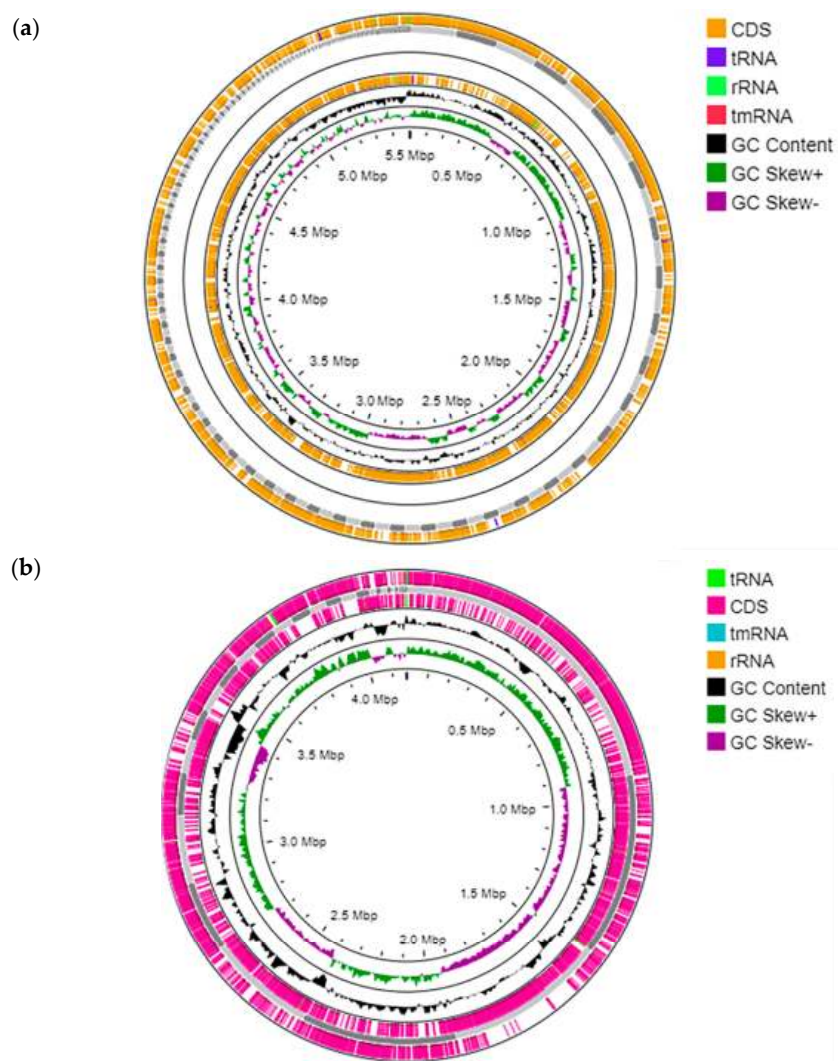 (a)
CDS
tRNA
rRNA
tmRNA
GC Content
GC Skew+
GC Skew-
5.5 Mbp
0.5 Mbp
1.0 Mbp
1.5 Mbp
2.0 Mbp
2.5 Mbp
3.0 Mbp
3.5 Mbp
4.0 Mbp
4.5 Mbp
5.0 Mbp
(b)
tRNA
CDS
tmRNA
rRNA
GC Content
GC Skew+
GC Skew-
0.5 Mbp
1.0 Mbp
1.5 Mbp
2.0 Mbp
2.5 Mbp
3.0 Mbp
3.5 Mbp
4.0 Mbp